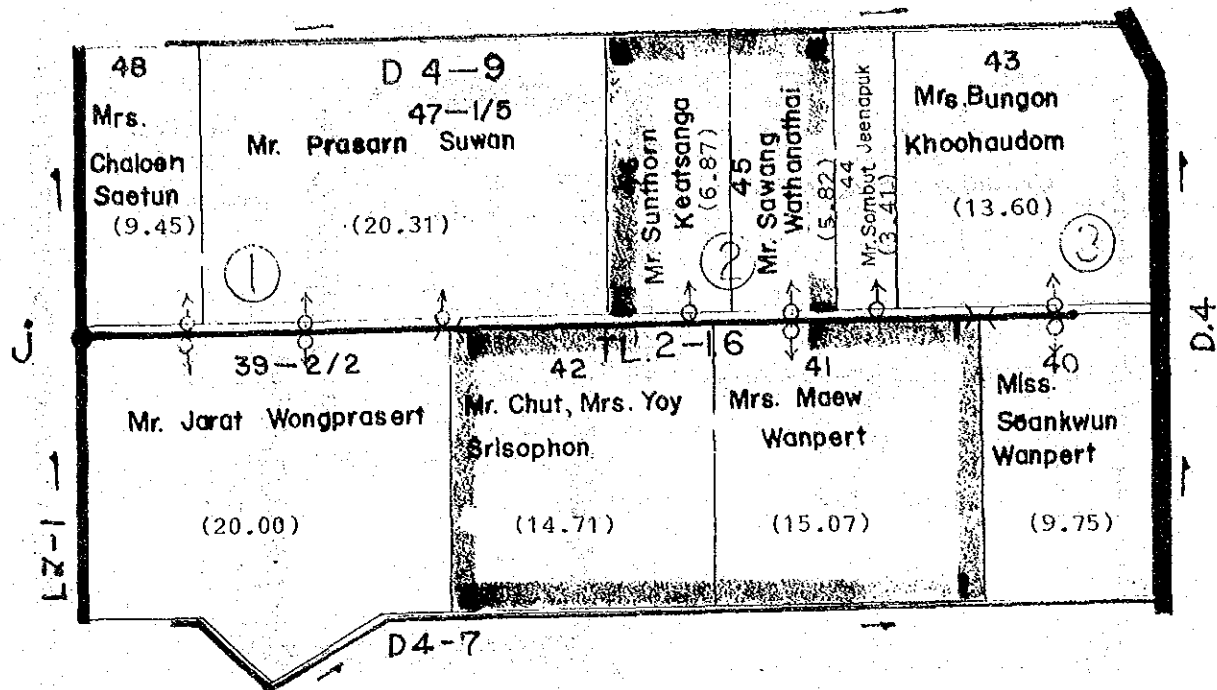 48
Mrs.
Chaloen
Saetun
(9.45)
D 4-9
47-1/5
Mr. Prasarn Suwan
(20.31)
Mr. Sunthorn
Keatsanga
(6.87)
45
Mr. Sawang
Wathanathai
(5.82)
44
Mr. Sombut Jeenapuk
(3.41)
43
Mrs. Bungon
Khoohaudom
(13.60)
1
2
3
TL. 2-16
39-2/2
Mr. Jarat Wongprasert
(20.00)
42
Mr. Chut, Mrs. Yoy
Srisophon
(14.71)
41
Mrs. Maew
Wanpert
(15.07)
40
Miss.
Soankwun
Wanpert
(9.75)
D4-7
D.4